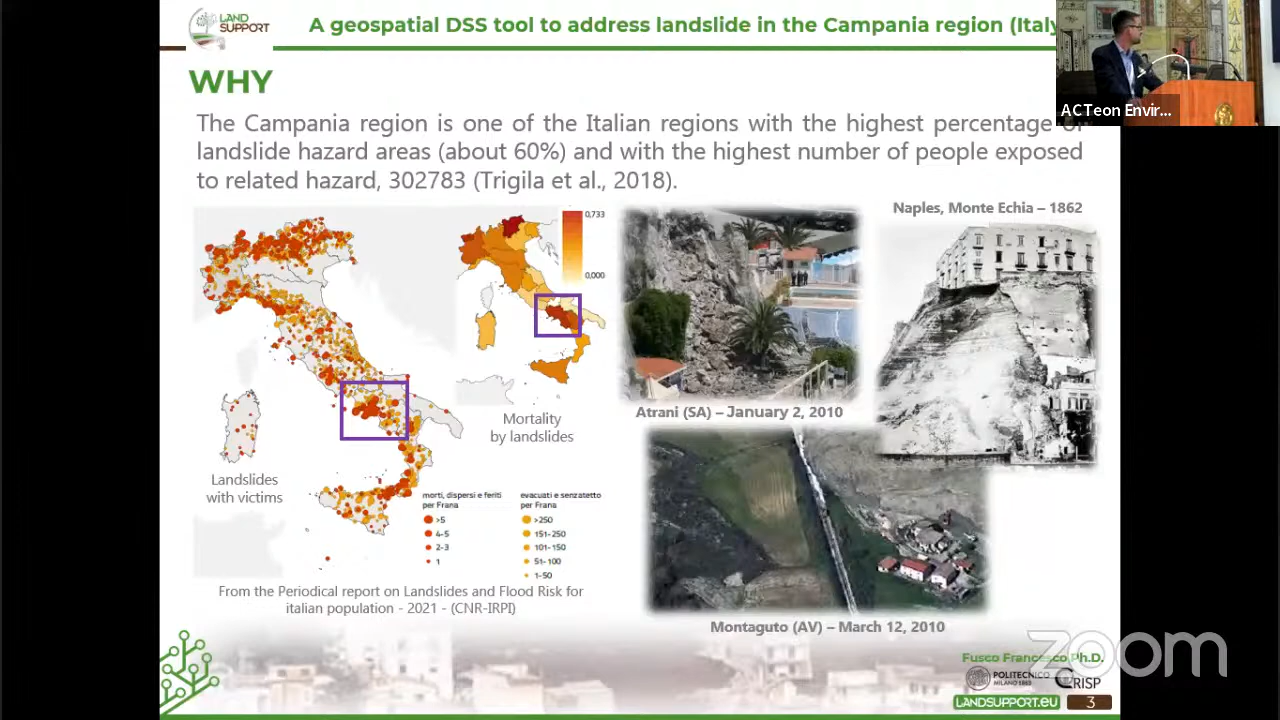 LAND
SUPPORT
A geospatial DSS tool to address landslide in the Campania region (Italy
ACTeon Envir...
WHY
The Campania region is one of the Italian regions with the highest percentage
landslide hazard areas (about 60%) and with the highest number of people exposed
to related hazard, 302783 (Trigila et al., 2018).
Naples, Monte Echia – 1862
0,733
0,000
Mortality
by landslides
Atrani (SA) – January 2, 2010
Landslides
with victims
morti, dispersi e feriti
per Frana
>5
4-5
2-3
1
evacuati e senzatetto
per Frana
>250
151-250
101-150
51-100
1-50
From the Periodical report on Landslides and Flood Risk for
italian population - 2021 - (CNR-IRPI)
Montaguto (AV) – March 12, 2010
zoom
Fusco Francesco Ph.D.
POLITECNICO
MILANO 1863
CRISP
LANDSUPPORT.EU
3